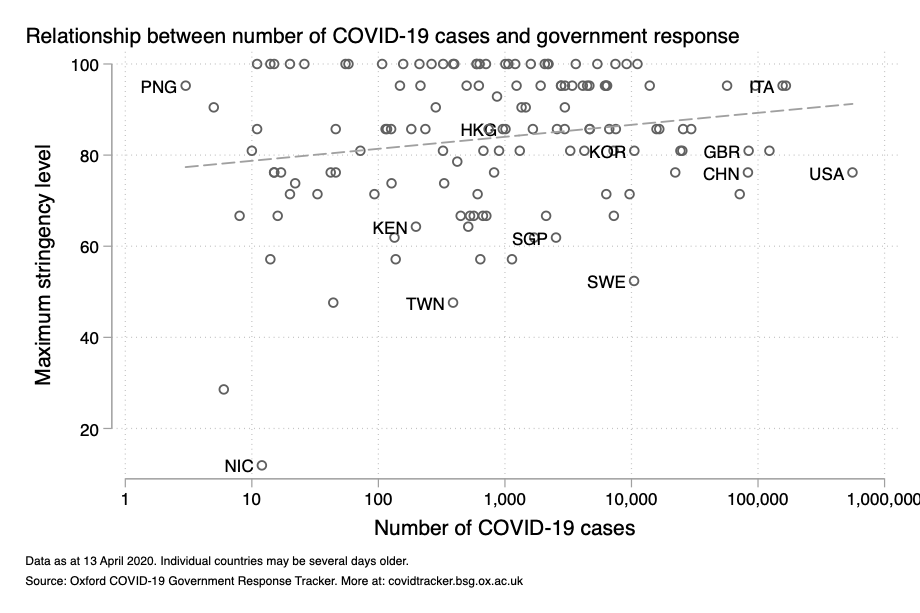 Relationship between number of COVID-19 cases and government response
Maximum stringency level
100
80
60
40
20
PNG
ITA
HKG
KOR
GBR
CHN
USA
KEN
SGP
SWE
TWN
NIC
1
10
100
1,000
10,000
100,000
1,000,000
Number of COVID-19 cases
Data as at 13 April 2020. Individual countries may be several days older.
Source: Oxford COVID-19 Government Response Tracker. More at: covidtracker.bsg.ox.ac.uk